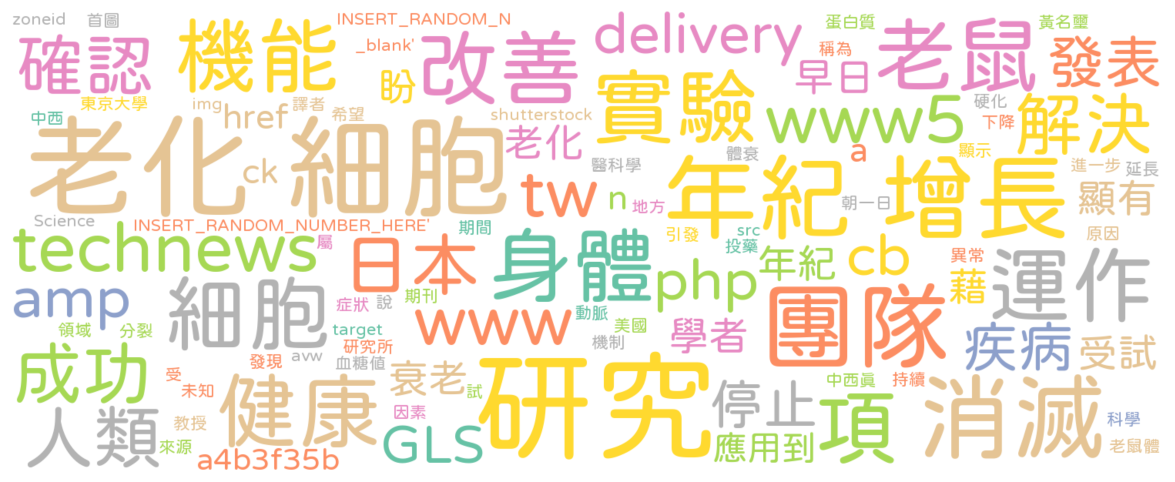 zoneid
首圖
INSERT_RANDOM_N
delivery
蛋白質
黃名璽
確認
機能
_blank'
改善
稱為
早日
老鼠
發表
盼
中西
東京大學
img
href
譯者
希望
shutterstock
實驗
www5
硬化
下降
解決
老化細胞
ck
老化
醫科學
體衰
a
顯示
進一步
延長
tw
n
地方
年紀增長
朝一日
顯有
Science
INSERT_RANDOM_NUMBER_HERE'
期間
引發
src
投藥
原因
technews
屬
日本
身體
php
年紀
cb
異常
藉
運作
amp
細胞
症狀
說
期刊
www
動脈
美國
機制
學者
團隊
疾病
受試
領域
分裂
target
研究所
成功
發現
avw
血糖值
受
未知
健康
衰老
試
研究
停止
中西真
持續
消滅
人類
教授
因素
來源
a4b3f35b
GLS
應用到
項
科學
老鼠體